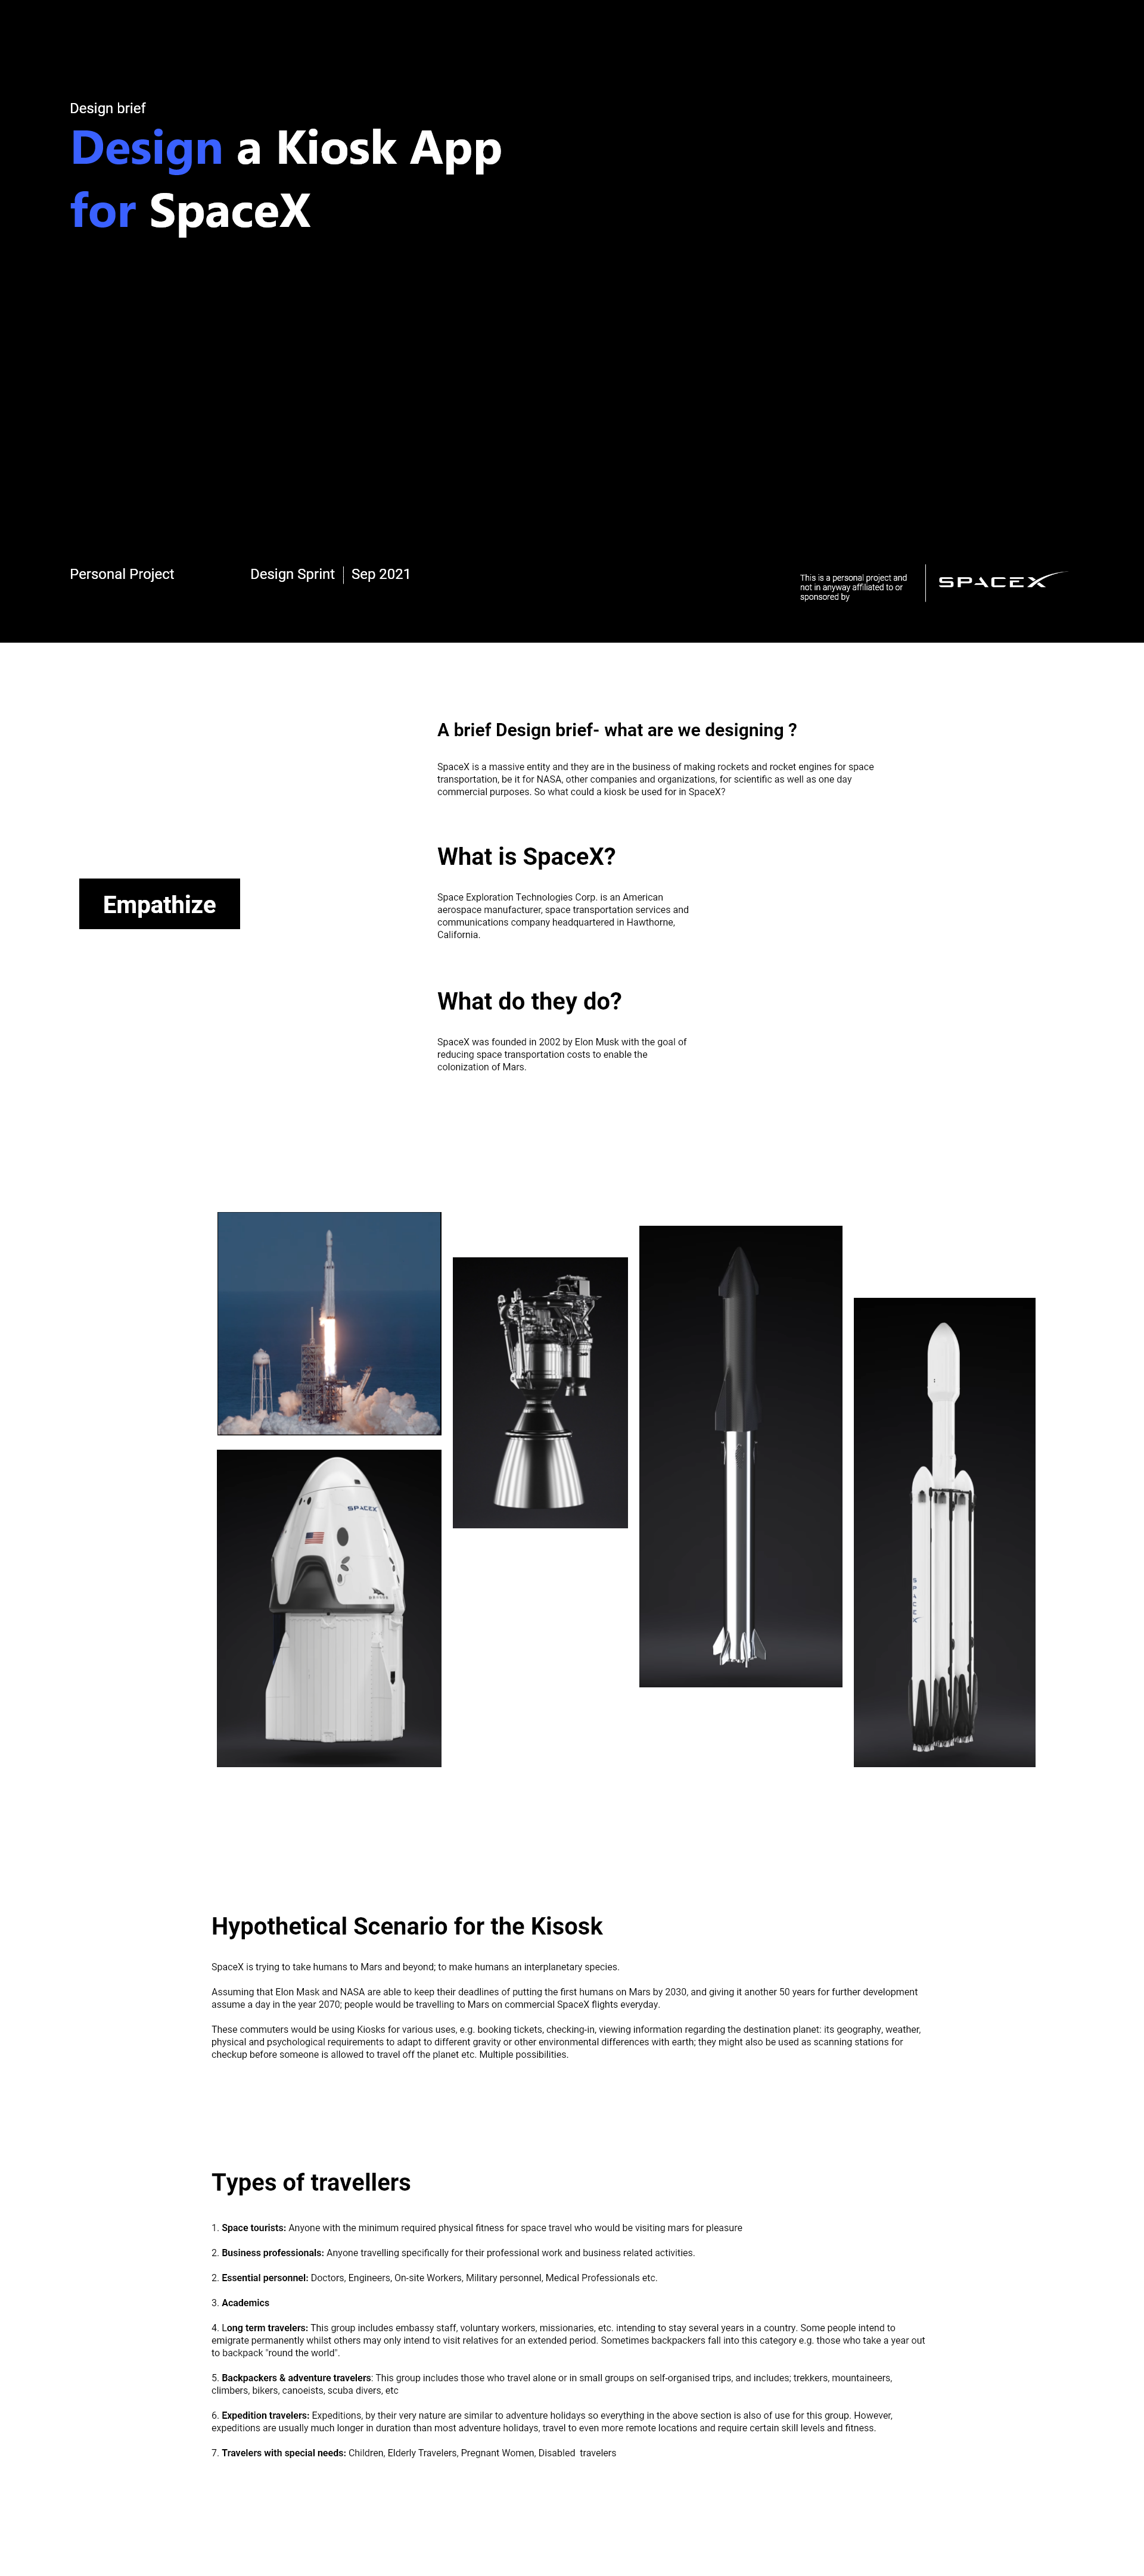 Design brief
Design a Kiosk App
for SpaceX
Personal Project
Design Sprint | Sep 2021
This is a personal project and
not in anyway affiliated to or
sponsored by
SPACEX
A brief Design brief- what are we designing ?
SpaceX is a massive entity and they are in the business of making rockets and rocket engines for space
transportation, be it for NASA, other companies and organizations, for scientific as well as one day
commercial purposes. So what could a kiosk be used for in SpaceX?
Empathize
What is SpaceX?
Space Exploration Technologies Corp. is an American
aerospace manufacturer, space transportation services and
communications company headquartered in Hawthorne,
California.
What do they do?
SpaceX was founded in 2002 by Elon Musk with the goal of
reducing space transportation costs to enable the
colonization of Mars.
SPACEX
SPACEX
Hypothetical Scenario for the Kisosk
SpaceX is trying to take humans to Mars and beyond; to make humans an interplanetary species.
Assuming that Elon Mask and NASA are able to keep their deadlines of putting the first humans on Mars by 2030, and giving it another 50 years for further development
assume a day in the year 2070; people would be travelling to Mars on commercial SpaceX flights everyday.
These commuters would be using Kiosks for various uses, e.g. booking tickets, checking-in, viewing information regarding the destination planet: its geography, weather,
physical and psychological requirements to adapt to different gravity or other environmental differences with earth; they might also be used as scanning stations for
checkup before someone is allowed to travel off the planet etc. Multiple possibilities.
Types of travellers
1. Space tourists: Anyone with the minimum required physical fitness for space travel who would be visiting mars for pleasure
2. Business professionals: Anyone travelling specifically for their professional work and business related activities.
2. Essential personnel: Doctors, Engineers, On-site Workers, Military personnel, Medical Professionals etc.
3. Academics
4. Long term travelers: This group includes embassy staff, voluntary workers, missionaries, etc. intending to stay several years in a country. Some people intend to
emigrate permanently whilst others may only intend to visit relatives for an extended period. Sometimes backpackers fall into this category e.g. those who take a year out
to backpack "round the world".
5. Backpackers & adventure travelers: This group includes those who travel alone or in small groups on self-organised trips, and includes; trekkers, mountaineers,
climbers, bikers, canoeists, scuba divers, etc
6. Expedition travelers: Expeditions, by their very nature are similar to adventure holidays so everything in the above section is also of use for this group. However,
expeditions are usually much longer in duration than most adventure holidays, travel to even more remote locations and require certain skill levels and fitness.
7. Travelers with special needs: Children, Elderly Travelers, Pregnant Women, Disabled  travelers